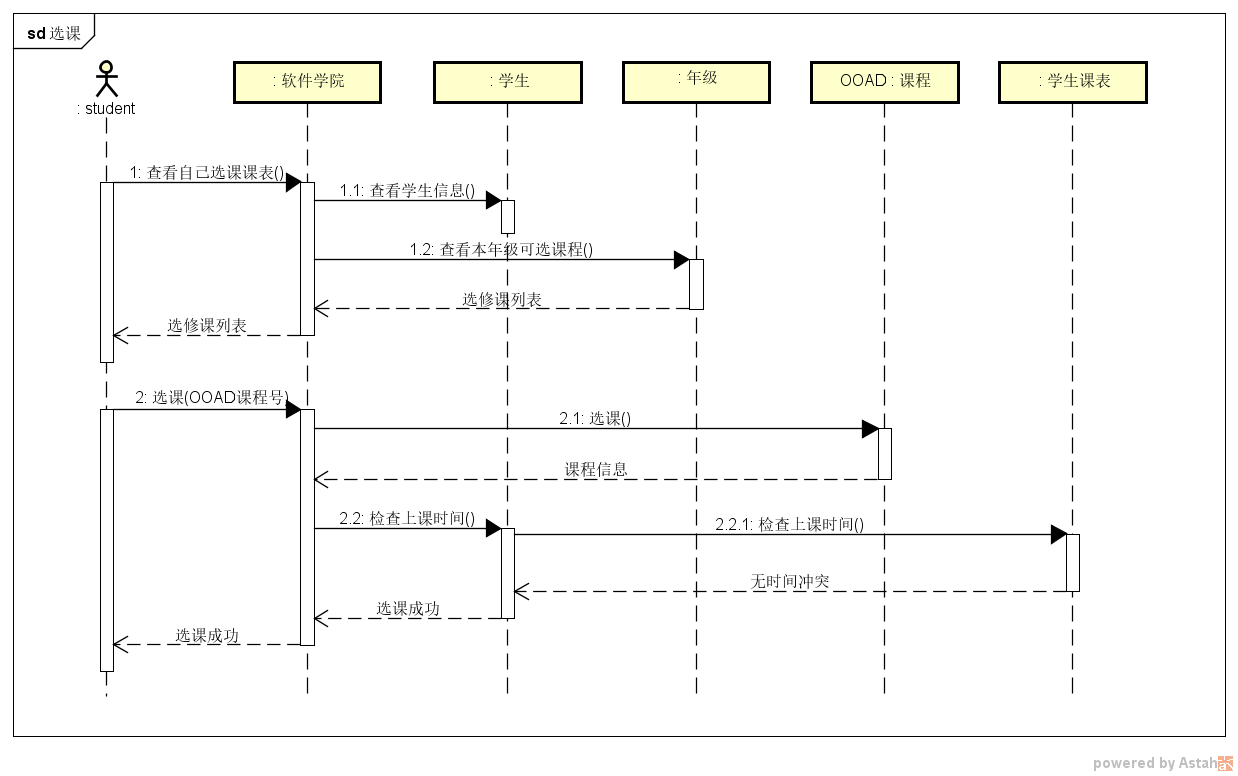 sd 选课
: student
: 软件学院
: 学生
: 年级
OOAD : 课程
: 学生课表
1: 查看自己选课课表()
1.1: 查看学生信息()
1.2: 查看本年级可选课程()
选修课列表
选修课列表
2: 选课(OOAD课程号)
2.1: 选课()
课程信息
2.2: 检查上课时间()
2.2.1: 检查上课时间()
无时间冲突
选课成功
选课成功
powered by Astah